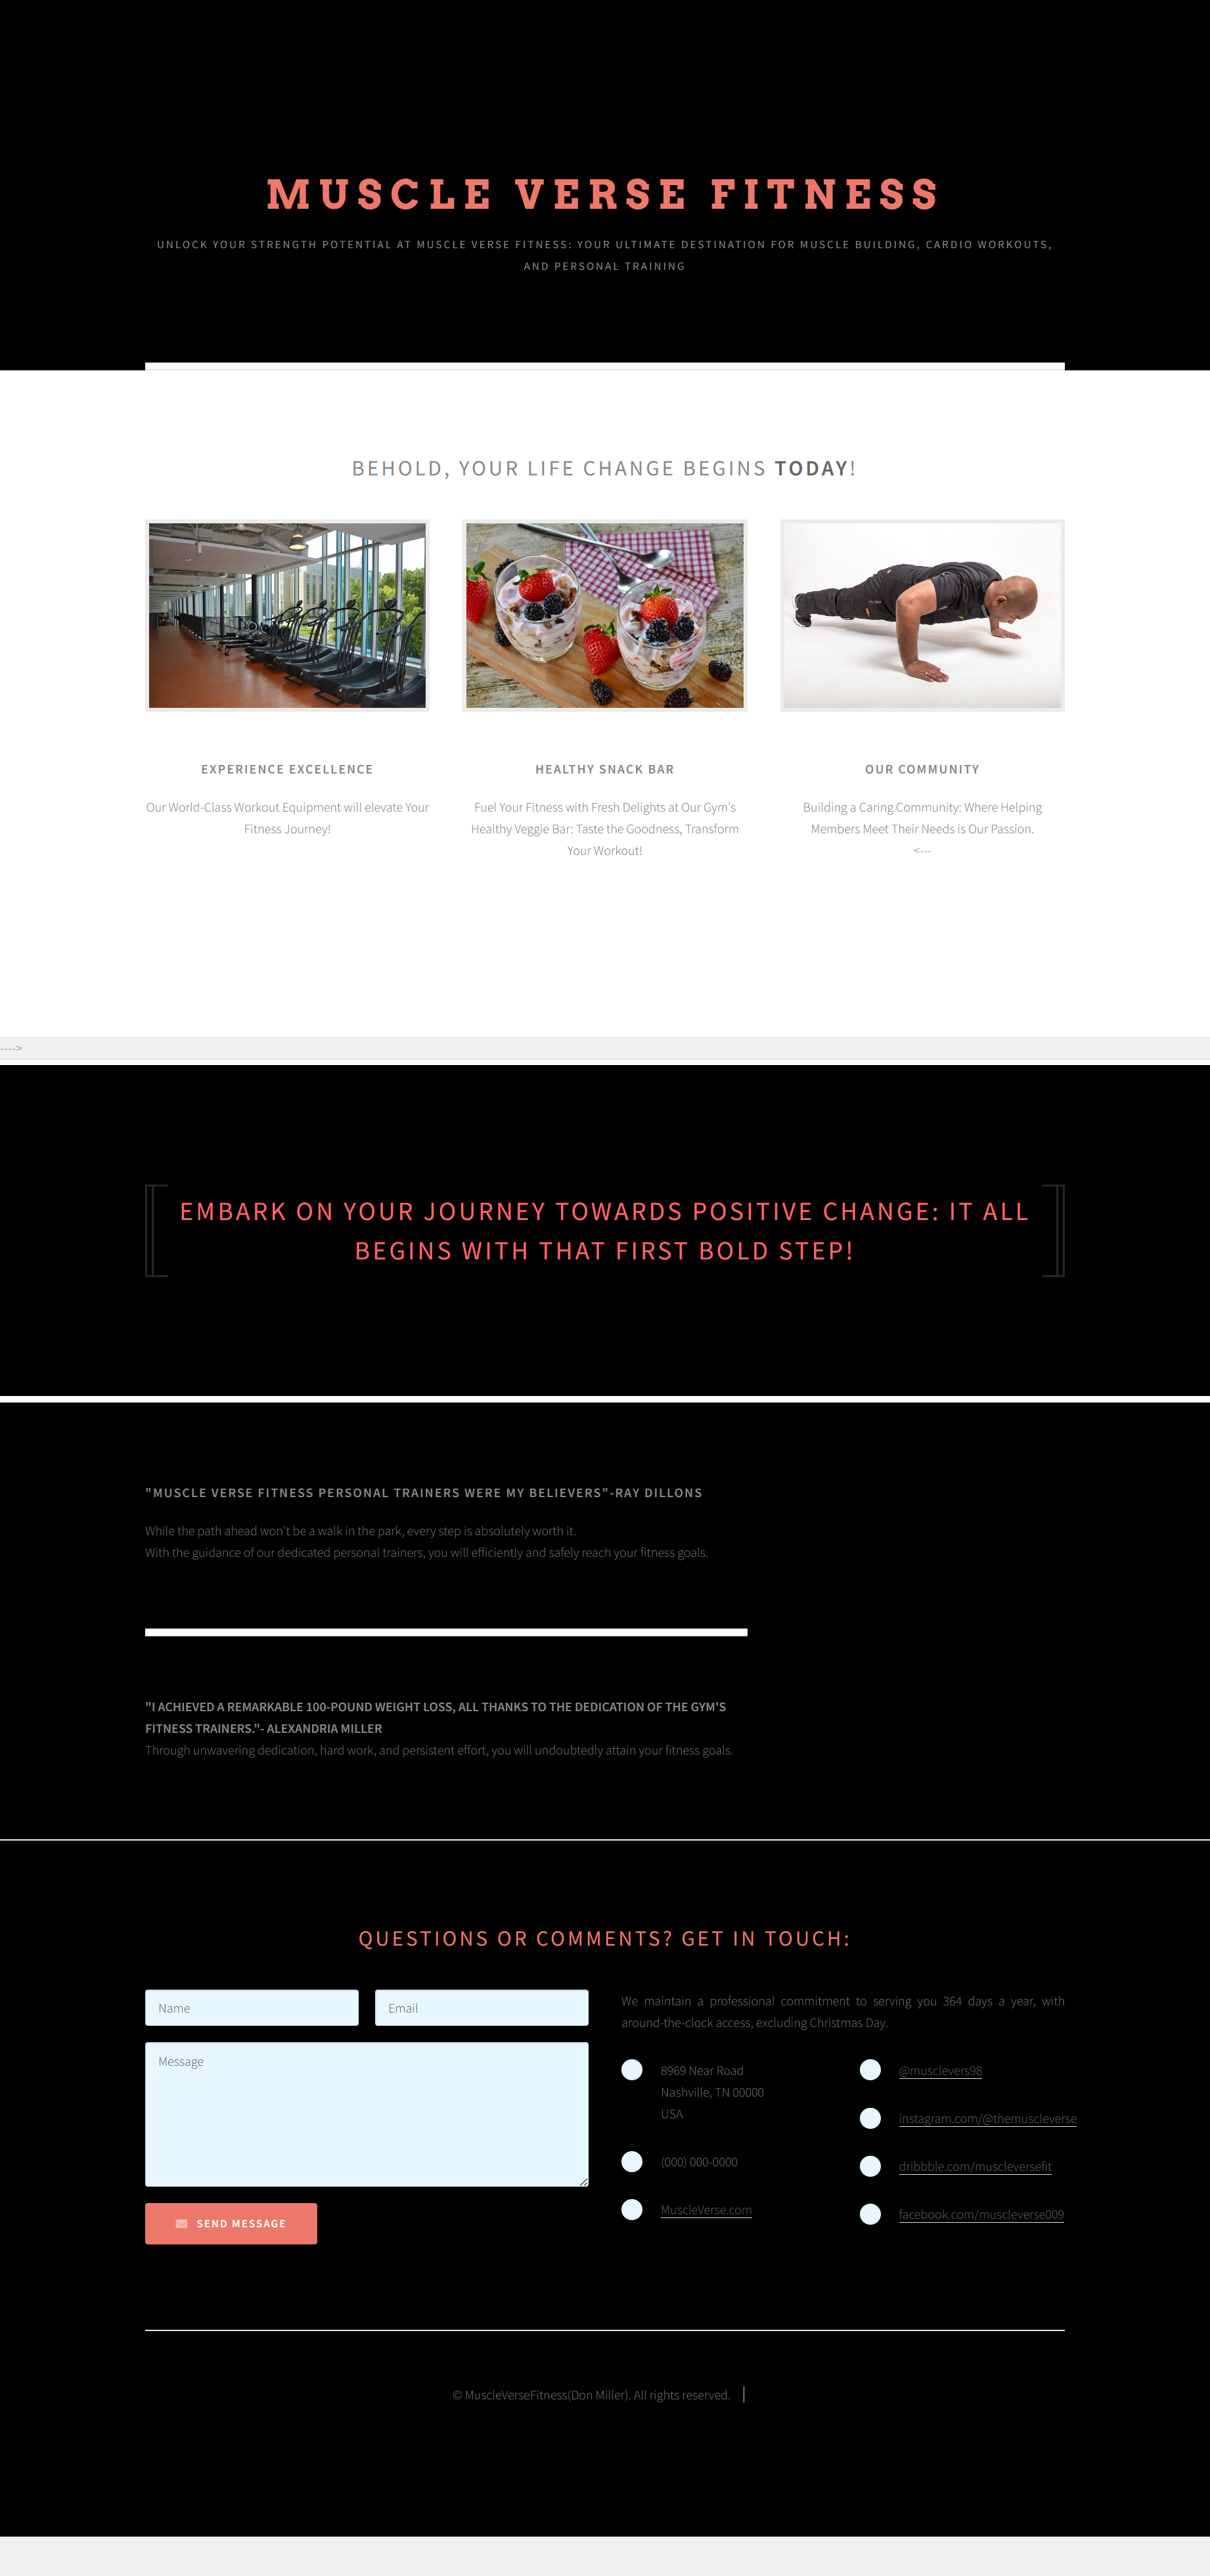 MUSCLE VERSE FITNESS
UNLOCK YOUR STRENGTH POTENTIAL AT MUSCLE VERSE FITNESS: YOUR ULTIMATE DESTINATION FOR MUSCLE BUILDING, CARDIO WORKOUTS,
AND PERSONAL TRAINING
BEHOLD, YOUR LIFE CHANGE BEGINS TODAY!
EXPERIENCE EXCELLENCE
Our World-Class Workout Equipment will elevate Your
Fitness Journey!
HEALTHY SNACK BAR
Fuel Your Fitness with Fresh Delights at Our Gym's
Healthy Veggie Bar: Taste the Goodness, Transform
Your Workout!
OUR COMMUNITY
Building a Caring Community: Where Helping
Members Meet Their Needs is Our Passion.
<---
---->
EMBARK ON YOUR JOURNEY TOWARDS POSITIVE CHANGE: IT ALL
BEGINS WITH THAT FIRST BOLD STEP!
"MUSCLE VERSE FITNESS PERSONAL TRAINERS WERE MY BELIEVERS"-RAY DILLONS
While the path ahead won't be a walk in the park, every step is absolutely worth it.
With the guidance of our dedicated personal trainers, you will efficiently and safely reach your fitness goals.
"I ACHIEVED A REMARKABLE 100-POUND WEIGHT LOSS, ALL THANKS TO THE DEDICATION OF THE GYM'S
FITNESS TRAINERS."- ALEXANDRIA MILLER
Through unwavering dedication, hard work, and persistent effort, you will undoubtedly attain your fitness goals.
QUESTIONS OR COMMENTS? GET IN TOUCH:
Name
Email
Message
SEND MESSAGE
We maintain a professional commitment to serving you 364 days a year, with
around-the-clock access, excluding Christmas Day.
8969 Near Road
Nashville, TN 00000
USA
(000) 000-0000
MuscleVerse.com
@musclevers98
instagram.com/@themuscleverse
dribbble.com/muscleversefit
facebook.com/muscleverse009
© MuscleVerseFitness(Don Miller). All rights reserved.